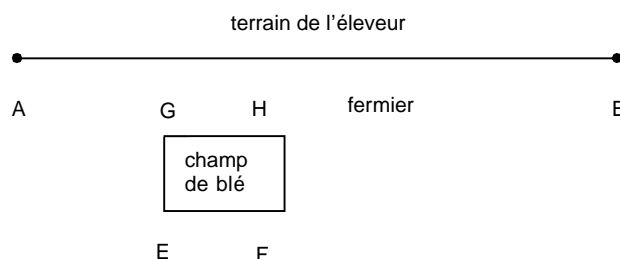 terrain de l'éleveur
A G H fermier B
champ
de blé
E F